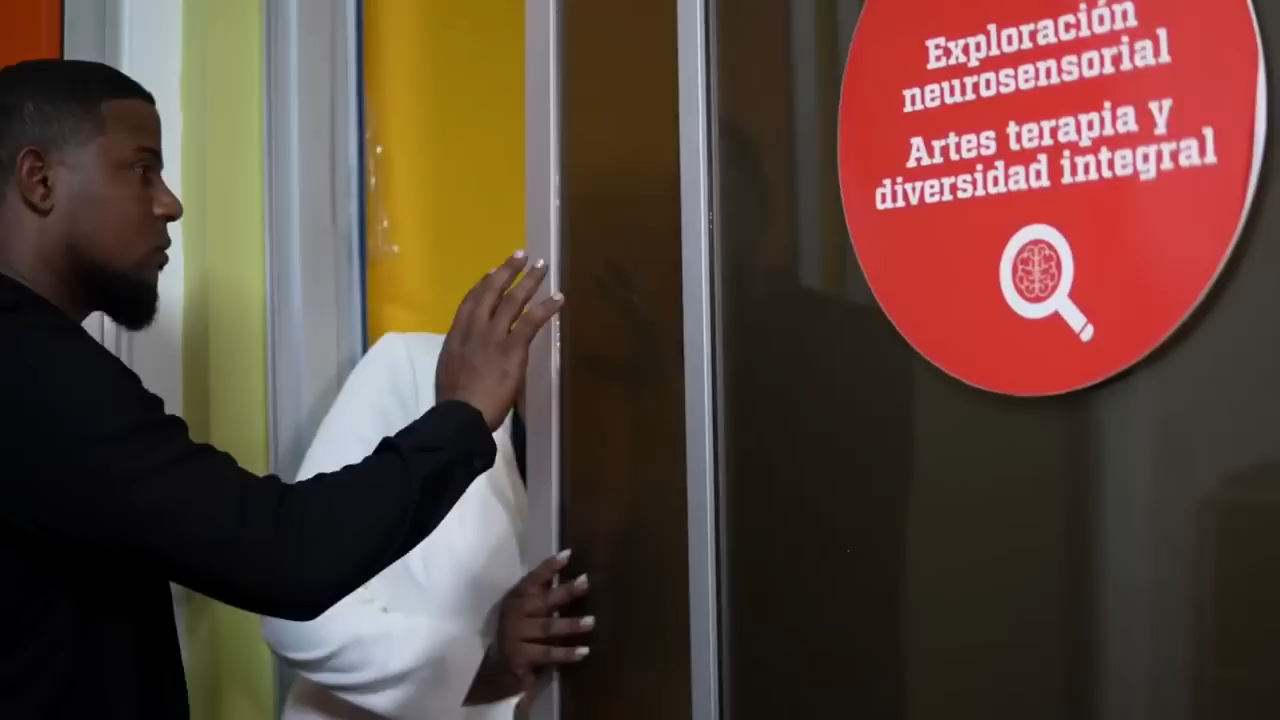 Exploración
neurosensorial
Artes terapia y
diversidad integral